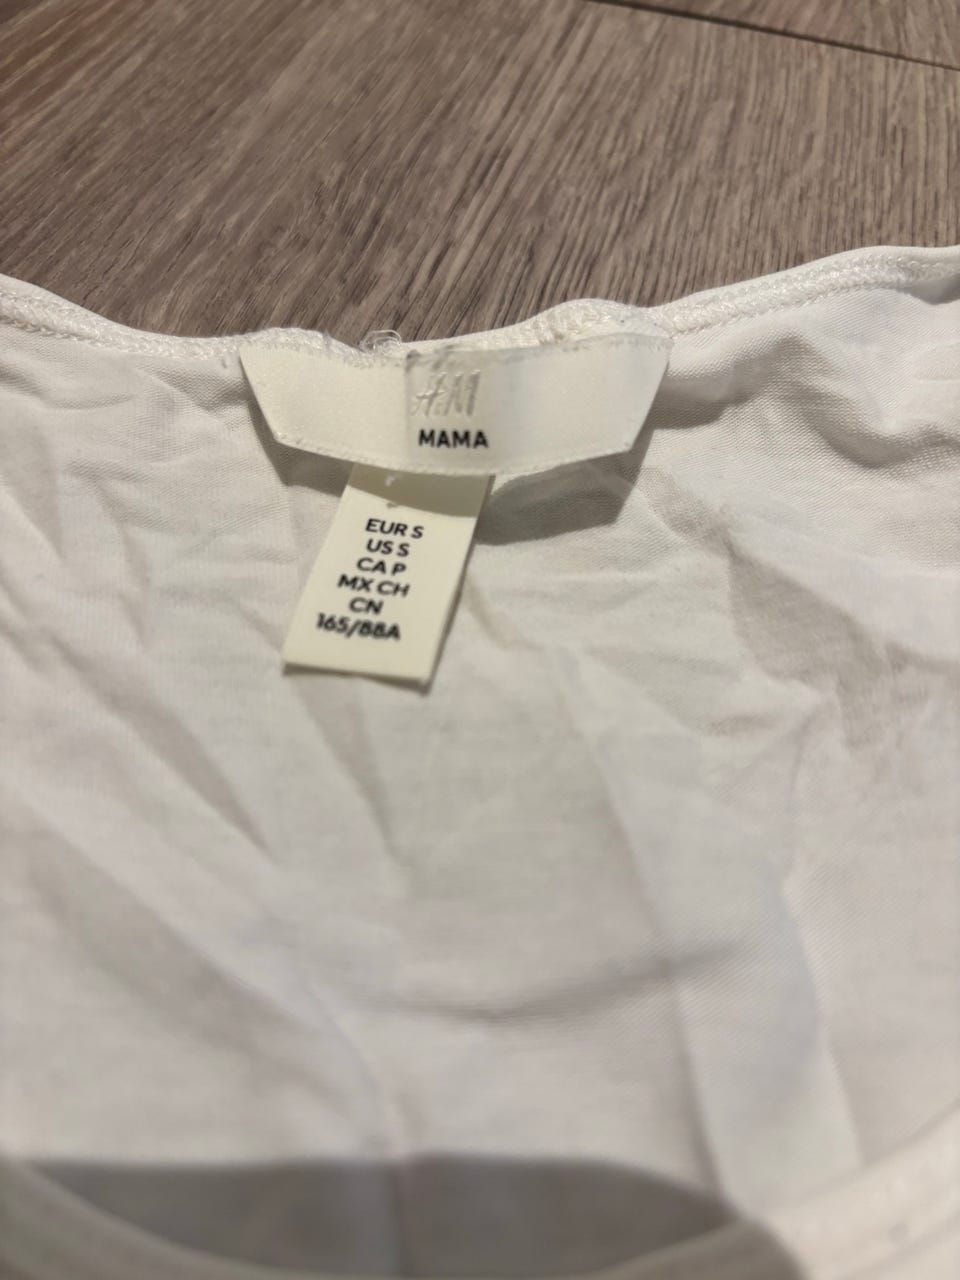 H&M
MAMA
EUR S
US S
CA P
MX CH
CN
165/88A